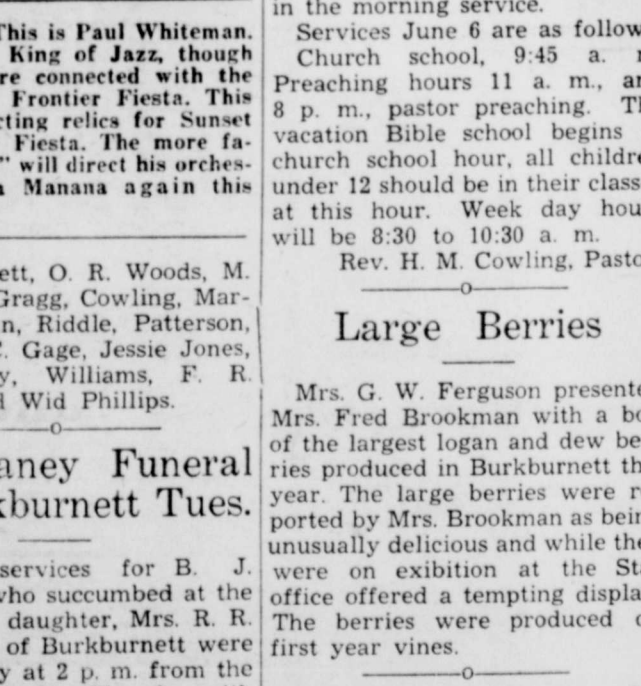 This is Paul Whiteman.
King of Jazz, though
re connected with the
Frontier Fiesta. This
cting relics for Sunset
Fiesta. The more fa-
" will direct his orches-
a Manana again this
ett, O. R. Woods, M.
Gragg, Cowling, Mar-
n, Riddle, Patterson,
C. Gage, Jessie Jones,
y, Williams, F. R.
d Wid Phillips.
o
aney Funeral
kburnett Tues.
services for B. J.
who succumbed at the
daughter, Mrs. R. R.
of Burkburnett were
y at 2 p. m. from the
in the morning service.
Services June 6 are as follow
Church school, 9:45 a.
Preaching hours 11 a. m., an
8 p. m., pastor preaching. Th
vacation Bible school begins
church school hour, all childre
under 12 should be in their class
at this hour. Week day hou
will be 8:30 to 10:30 a. m.
Rev. H. M. Cowling, Pasto
o
Large Berries
Mrs. G. W. Ferguson presente
Mrs. Fred Brookman with a bo
of the largest logan and dew be
ries produced in Burkburnett th
year. The large berries were r
ported by Mrs. Brookman as bein
unusually delicious and while the
were on exibition at the Sta
office offered a tempting displa
The berries were produced o
first year vines.
o